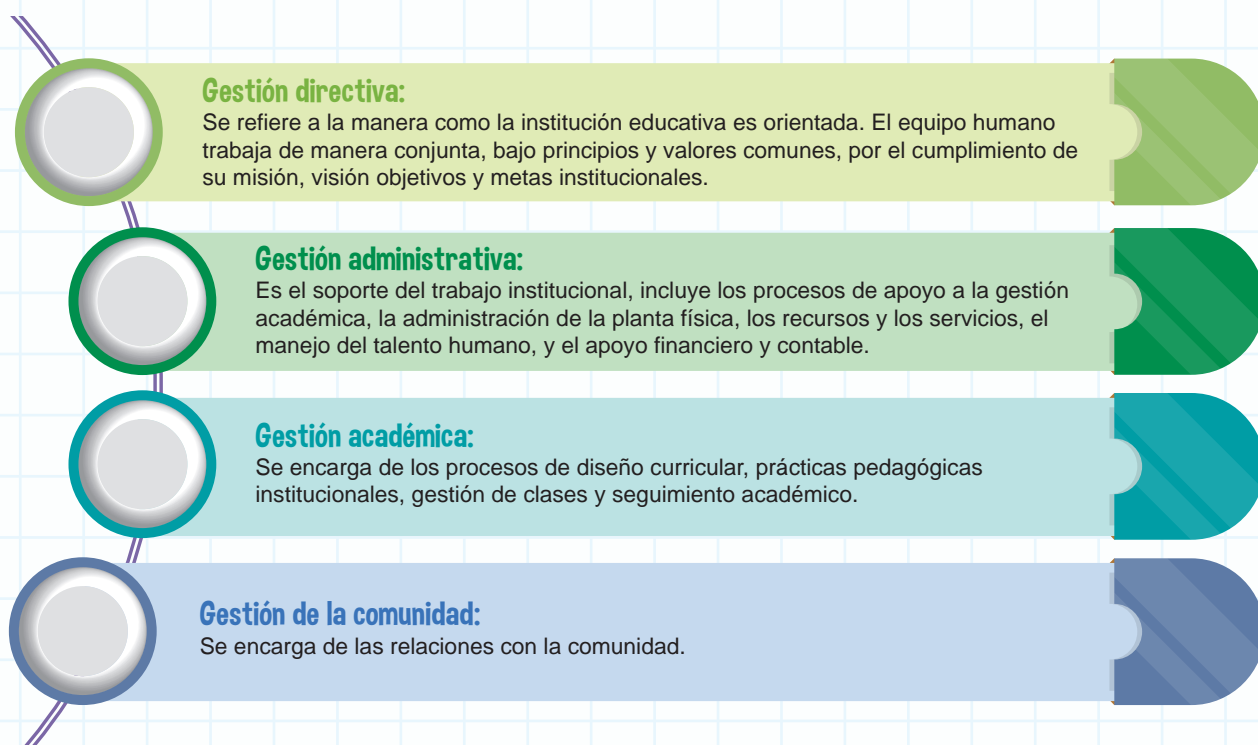 Gestión directiva:
Se refiere a la manera como la institución educativa es orientada. El equipo humano
trabaja de manera conjunta, bajo principios y valores comunes, por el cumplimiento de
su misión, visión objetivos y metas institucionales.
Gestión administrativa:
Es el soporte del trabajo institucional, incluye los procesos de apoyo a la gestión
académica, la administración de la planta física, los recursos y los servicios, el
manejo del talento humano, y el apoyo financiero y contable.
Gestión académica:
Se encarga de los procesos de diseño curricular, prácticas pedagógicas
institucionales, gestión de clases y seguimiento académico.
Gestión de la comunidad:
Se encarga de las relaciones con la comunidad.